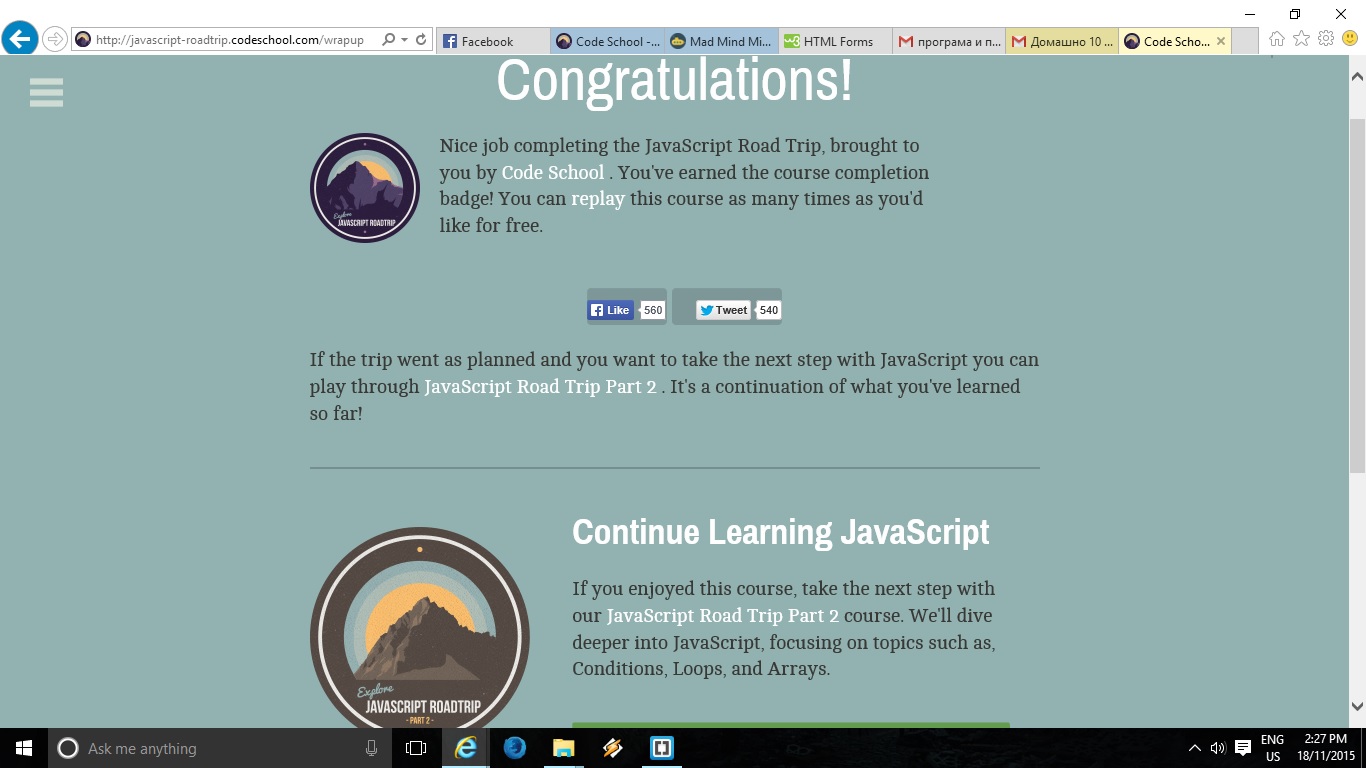 http://javascript-roadtrip.codeschool.com/wrapup
Facebook
Code School -...
Mad Mind Mi...
HTML Forms
програма и п...
Домашно 10 ...
Code Scho...
Congratulations!
Nice job completing the JavaScript Road Trip, brought to
you by Code School . You've earned the course completion
badge! You can replay this course as many times as you'd
like for free.
Explore
JAVASCRIPT ROADTRIP
Like 560
Tweet 540
If the trip went as planned and you want to take the next step with JavaScript you can
play through JavaScript Road Trip Part 2 . It's a continuation of what you've learned
so far!
Continue Learning JavaScript
If you enjoyed this course, take the next step with
our JavaScript Road Trip Part 2 course. We'll dive
deeper into JavaScript, focusing on topics such as,
Conditions, Loops, and Arrays.
Explore
JAVASCRIPT ROADTRIP
- PART 2 -
Ask me anything
ENG
US
2:27 PM
18/11/2015